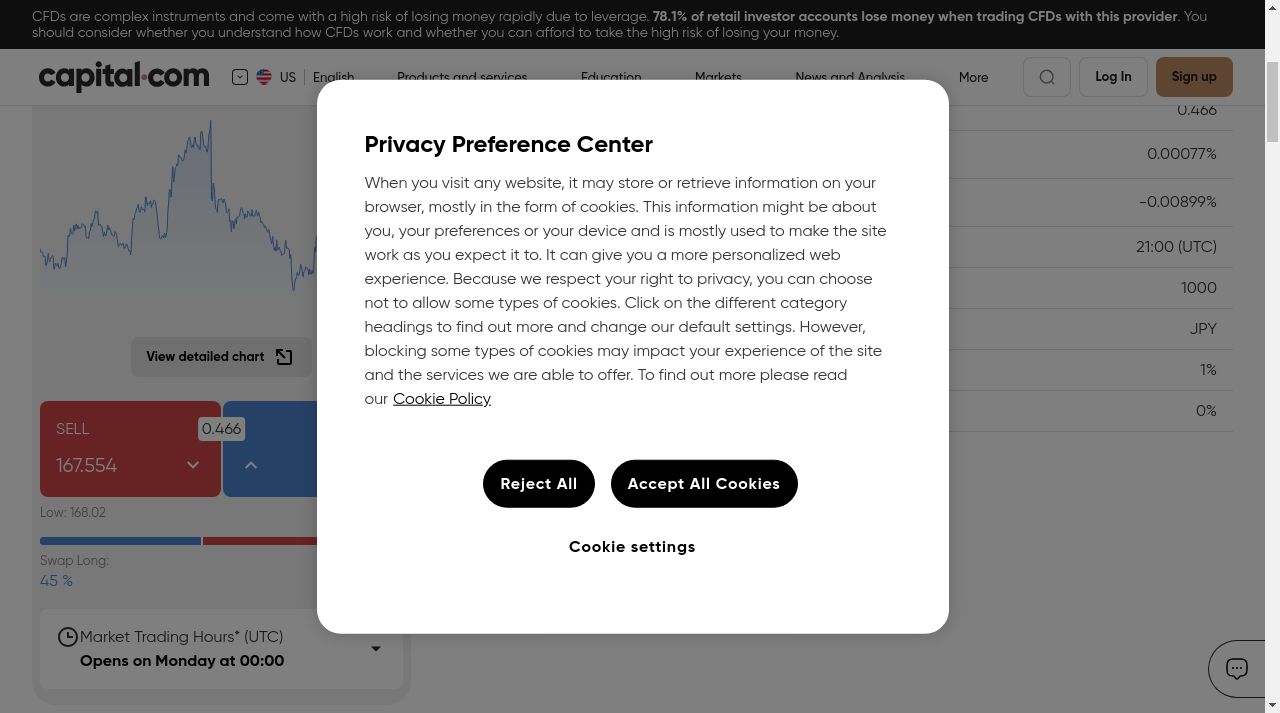 CFDs are complex instruments and come with a high risk of losing money rapidly due to leverage. 78.1% of retail investor accounts lose money when trading CFDs with this provider. You
should consider whether you understand how CFDs work and whether you can afford to take the high risk of losing your money.
capital.com
US
English
Products and services
Education
Markets
News and Analysis
More
Log In
Sign up
0.466
0.00077%
-0.00899%
21:00 (UTC)
1000
JPY
1%
0%
View detailed chart
SELL
0.466
167.554
Low: 168.02
Swap Long:
45 %
Market Trading Hours* (UTC)
Opens on Monday at 00:00
Privacy Preference Center
When you visit any website, it may store or retrieve information on your
browser, mostly in the form of cookies. This information might be about
you, your preferences or your device and is mostly used to make the site
work as you expect it to. It can give you a more personalized web
experience. Because we respect your right to privacy, you can choose
not to allow some types of cookies. Click on the different category
headings to find out more and change our default settings. However,
blocking some types of cookies may impact your experience of the site
and the services we are able to offer. To find out more please read
our Cookie Policy
Reject All
Accept All Cookies
Cookie settings